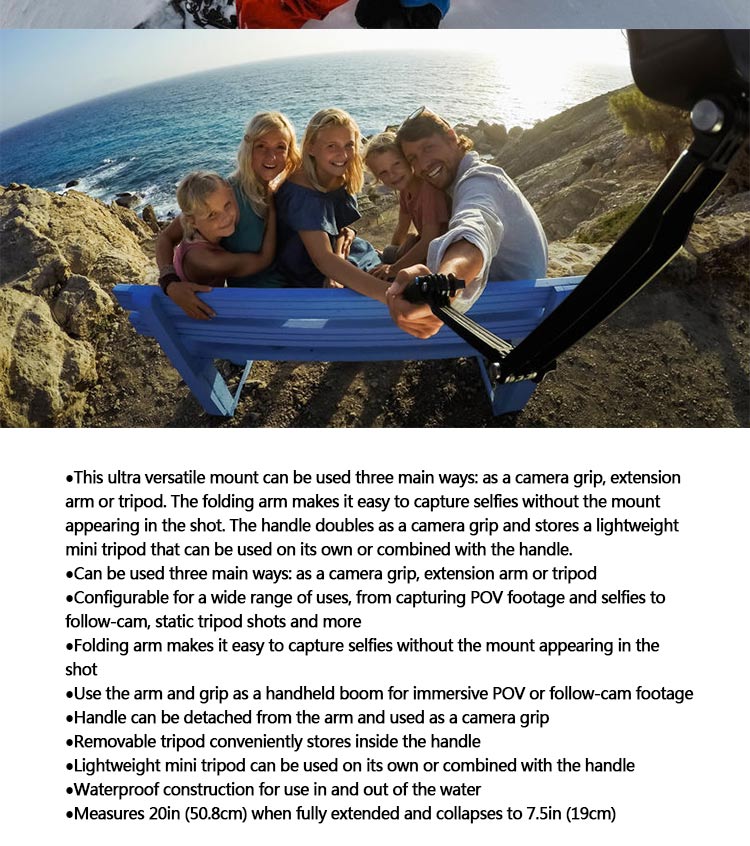 ●This ultra versatile mount can be used three main ways: as a camera grip, extension
arm or tripod. The folding arm makes it easy to capture selfies without the mount
appearing in the shot. The handle doubles as a camera grip and stores a lightweight
mini tripod that can be used on its own or combined with the handle.
●Can be used three main ways: as a camera grip, extension arm or tripod
●Configurable for a wide range of uses, from capturing POV footage and selfies to
follow-cam, static tripod shots and more
●Folding arm makes it easy to capture selfies without the mount appearing in the
shot
●Use the arm and grip as a handheld boom for immersive POV or follow-cam footage
●Handle can be detached from the arm and used as a camera grip
●Removable tripod conveniently stores inside the handle
●Lightweight mini tripod can be used on its own or combined with the handle
●Waterproof construction for use in and out of the water
●Measures 20in (50.8cm) when fully extended and collapses to 7.5in (19cm)